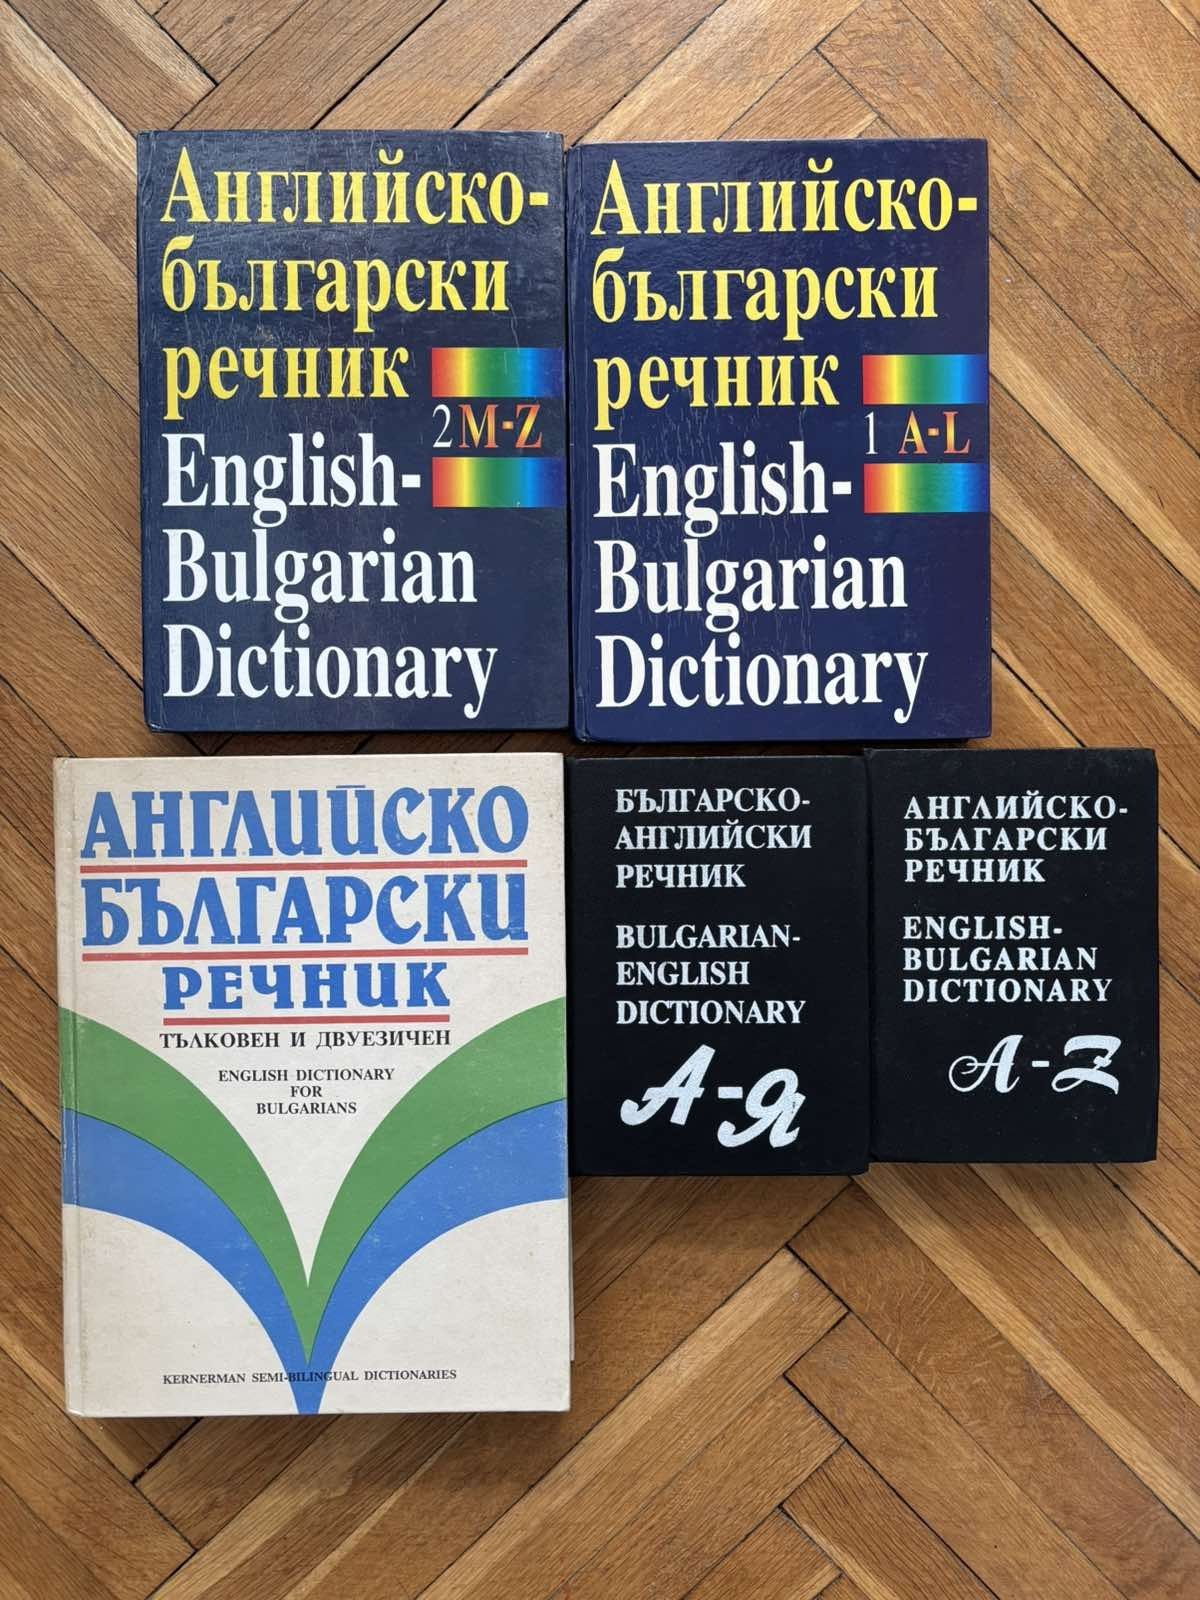 Английско-
български
речник
2 M-Z
English-
Bulgarian
Dictionary
Английско-
български
речник
1 A-L
English-
Bulgarian
Dictionary
АНГЛИЙСКО
БЪЛГАРСКИ
РЕЧНИК
ТЪЛКОВЕН И ДВУЕЗИЧЕН
ENGLISH DICTIONARY
FOR
BULGARIANS
KERNERMAN SEMI-BILINGUAL DICTIONARIES
БЪЛГАРСКО-
АНГЛИЙСКИ
РЕЧНИК
BULGARIAN-
ENGLISH
DICTIONARY
А-Я
АНГЛИЙСКО-
БЪЛГАРСКИ
РЕЧНИК
ENGLISH-
BULGARIAN
DICTIONARY
A-Z